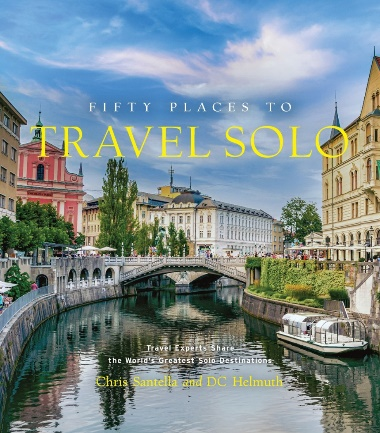 FIFTY PLACES TO
TRAVEL SOLO
Travel Experts Share
the World's Greatest Solo Destinations
Chris Santella and DC Helmuth